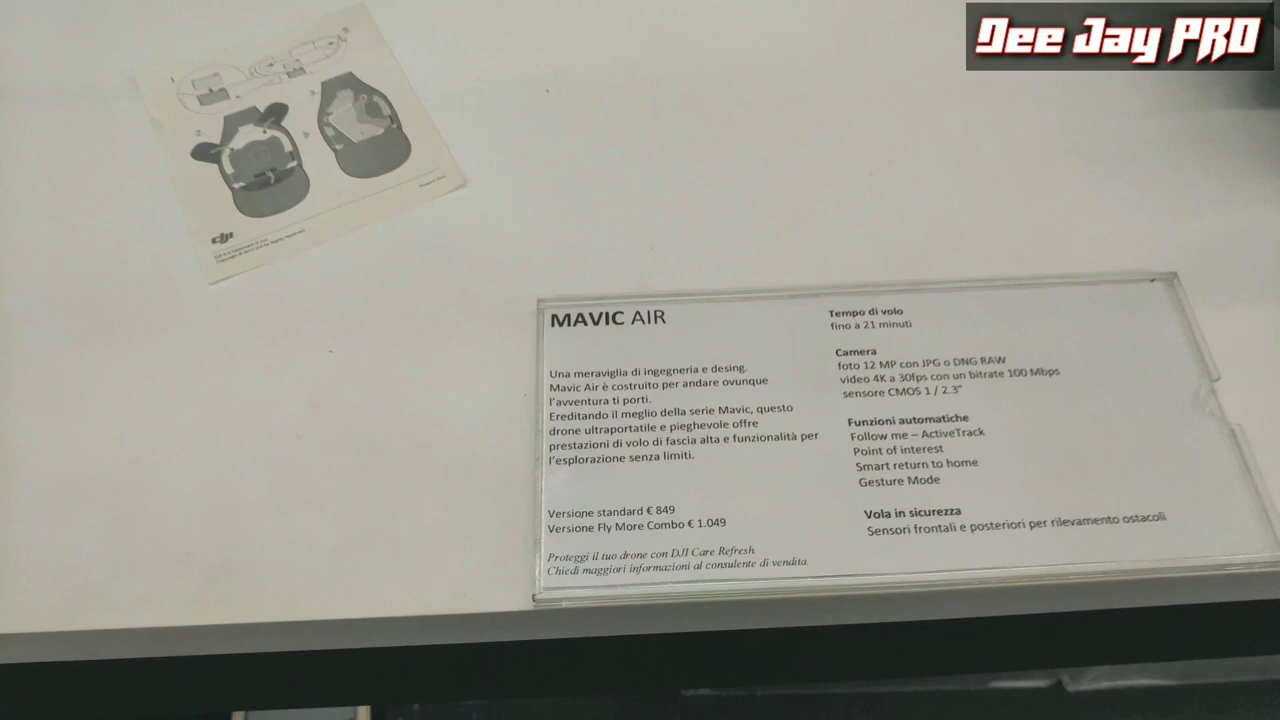 Dee Jay PRO
1.
2.
3.
dji
MAVIC AIR
Una meraviglia di ingegneria e desing.
Mavic Air è costruito per andare ovunque
l'avventura ti porti.
Ereditando il meglio della serie Mavic, questo
drone ultraportatile e pieghevole offre
prestazioni di volo di fascia alta e funzionalità per
l'esplorazione senza limiti.
Versione standard € 849
Versione Fly More Combo € 1.049
Proteggi il tuo drone con DJI Care Refresh.
Chiedi maggiori informazioni al consulente di vendita.
Tempo di volo
fino a 21 minuti
Camera
foto 12 MP con JPG o DNG RAW
video 4K a 30fps con un bitrate 100 Mbps
sensore CMOS 1 / 2.3"
Funzioni automatiche
Follow me – ActiveTrack
Point of interest
Smart return to home
Gesture Mode
Vola in sicurezza
Sensori frontali e posteriori per rilevamento ostacoli